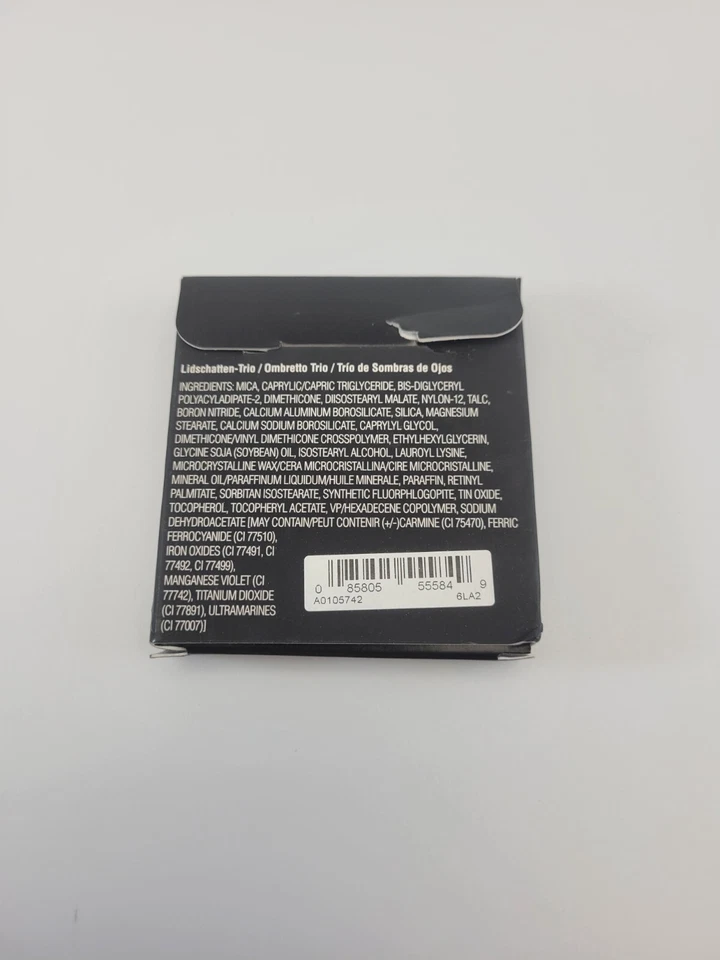 Lidschatten-Trio / Ombretto Trio / Trío de Sombras de Ojos
INGREDIENTS: MICA, CAPRYLIC/CAPRIC TRIGLYCERIDE, BIS-DIGLYCERYL
POLYACYLADIPATE-2, DIMETHICONE, DIISOSTEARYL MALATE, NYLON-12, TALC,
BORON NITRIDE, CALCIUM ALUMINUM BOROSILICATE, SILICA, MAGNESIUM
STEARATE, CALCIUM SODIUM BOROSILICATE, CAPRYLYL GLYCOL,
DIMETHICONE/VINYL DIMETHICONE CROSSPOLYMER, ETHYLHEXYLGLYCERIN,
GLYCINE SOJA (SOYBEAN) OIL, ISOSTEARYL ALCOHOL, LAUROYL LYSINE,
MICROCRYSTALLINE WAX/CERA MICROCRISTALLINA/CIRE MICROCRISTALLINE,
MINERAL OIL/PARAFFINUM LIQUIDUM/HUILE MINERALE, PARAFFIN, RETINYL
PALMITATE, SORBITAN ISOSTEARATE, SYNTHETIC FLUORPHLOGOPITE, TIN OXIDE,
TOCOPHEROL, TOCOPHERYL ACETATE, VP/HEXADECENE COPOLYMER, SODIUM
DEHYDROACETATE [MAY CONTAIN/PEUT CONTENIR (+/-)CARMINE (CI 75470), FERRIC
FERROCYANIDE (CI 77510),
IRON OXIDES (CI 77491, CI
77492, CI 77499),
MANGANESE VIOLET (CI
77742), TITANIUM DIOXIDE
(CI 77891), ULTRAMARINES
(CI 77007)]
0 85805 55584 9
A0105742 6LA2